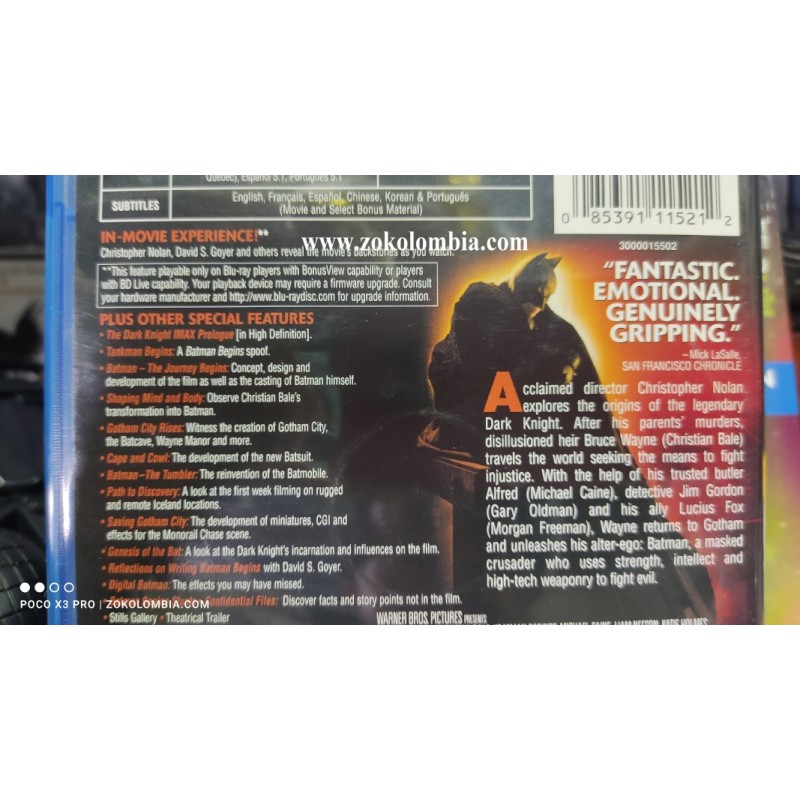 Quebec), Español 5.1, Português 5.1
SUBTITLES
English, Français, Español, Chinese, Korean & Português
(Movie and Select Bonus Material)
0 85391 11521 2
3000015502
IN-MOVIE EXPERIENCE!**
www.zokolombia.com
Christopher Nolan, David S. Goyer and others reveal the movie's backstories as you watch.
**This feature playable only on Blu-ray players with BonusView capability or players
with BD Live capability. Your playback device may require a firmware upgrade. Consult
your hardware manufacturer and http://www.blu-raydisc.com for upgrade information.
PLUS OTHER SPECIAL FEATURES
• The Dark Knight IMAX Prologue [in High Definition].
• Tankman Begins: A Batman Begins spoof.
• Batman – The Journey Begins: Concept, design and
development of the film as well as the casting of Batman himself.
• Shaping Mind and Body: Observe Christian Bale's
transformation into Batman.
• Gotham City Rises: Witness the creation of Gotham City,
the Batcave, Wayne Manor and more.
• Cape and Cowl: The development of the new Batsuit.
• Batman–The Tumbler: The reinvention of the Batmobile.
• Path to Discovery: A look at the first week filming on rugged
and remote Iceland locations.
• Saving Gotham City: The development of miniatures, CGI and
effects for the Monorail Chase scene.
• Genesis of the Bat: A look at the Dark Knight's incarnation and influences on the film.
• Reflections on Writing Batman Begins with David S. Goyer.
• Digital Batman: The effects you may have missed.
Confidential Files: Discover facts and story points not in the film.
• Stills Gallery • Theatrical Trailer
"FANTASTIC.
EMOTIONAL.
GENUINELY
GRIPPING."
– Mick LaSalle,
SAN FRANCISCO CHRONICLE
Acclaimed director Christopher Nolan
explores the origins of the legendary
Dark Knight. After his parents' murders,
disillusioned heir Bruce Wayne (Christian Bale)
travels the world seeking the means to fight
injustice. With the help of his trusted butler
Alfred (Michael Caine), detective Jim Gordon
(Gary Oldman) and his ally Lucius Fox
(Morgan Freeman), Wayne returns to Gotham
and unleashes his alter-ego: Batman, a masked
crusader who uses strength, intellect and
high-tech weaponry to fight evil.
WARNER BROS. PICTURES PRESENTS
POCO X3 PRO | ZOKOLOMBIA.COM